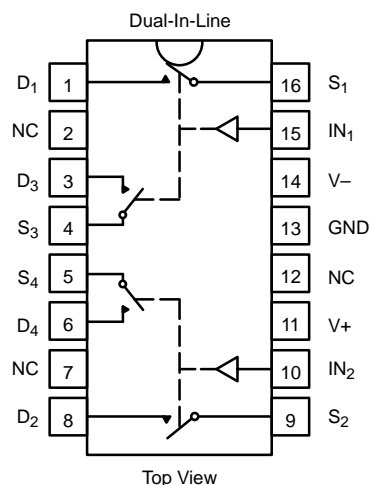 Dual-In-Line
D1 1 16 S1
NC 2 15 IN1
D3 3 14 V–
S3 4 13 GND
S4 5 12 NC
D4 6 11 V+
NC 7 10 IN2
D2 8 9 S2
Top View